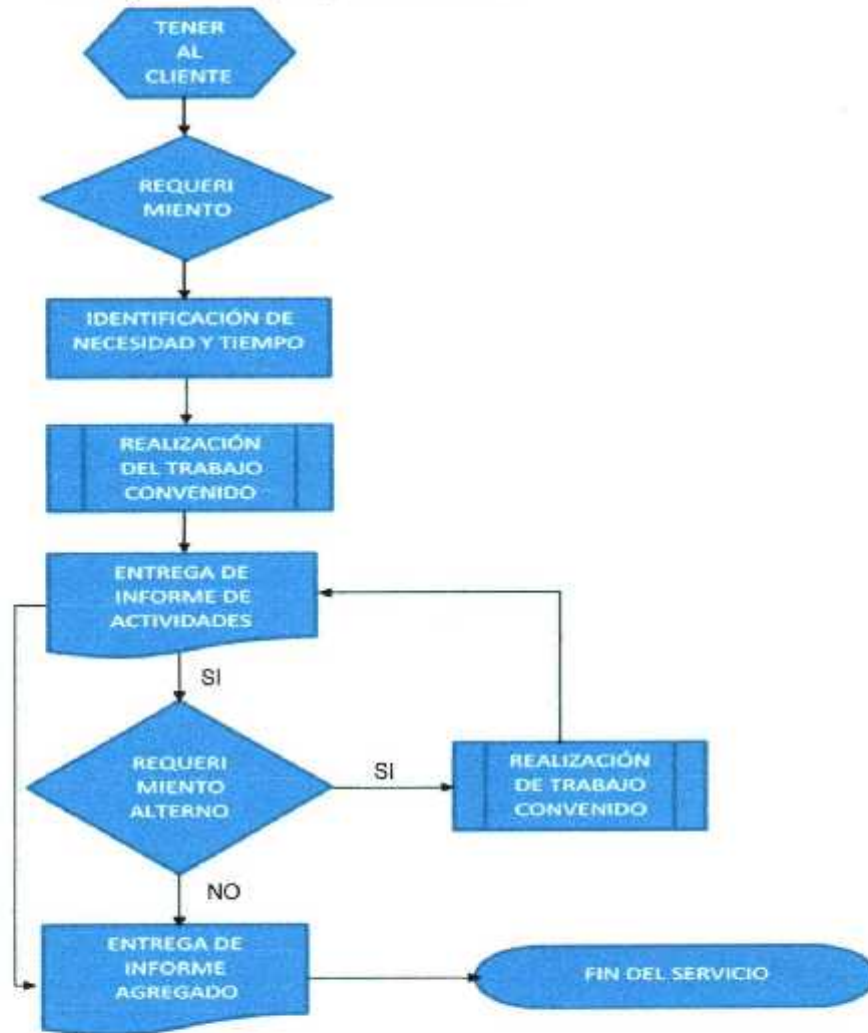 TENER
AL
CLIENTE
REQUERI
MIENTO
IDENTIFICACIÓN DE
NECESIDAD Y TIEMPO
REALIZACIÓN
DEL TRABAJO
CONVENIDO
ENTREGA DE
INFORME DE
ACTIVIDADES
SI
REQUERI
MIENTO
ALTERNO
SI
REALIZACIÓN
DE TRABAJO
CONVENIDO
NO
ENTREGA DE
INFORME
AGREGADO
FIN DEL SERVICIO